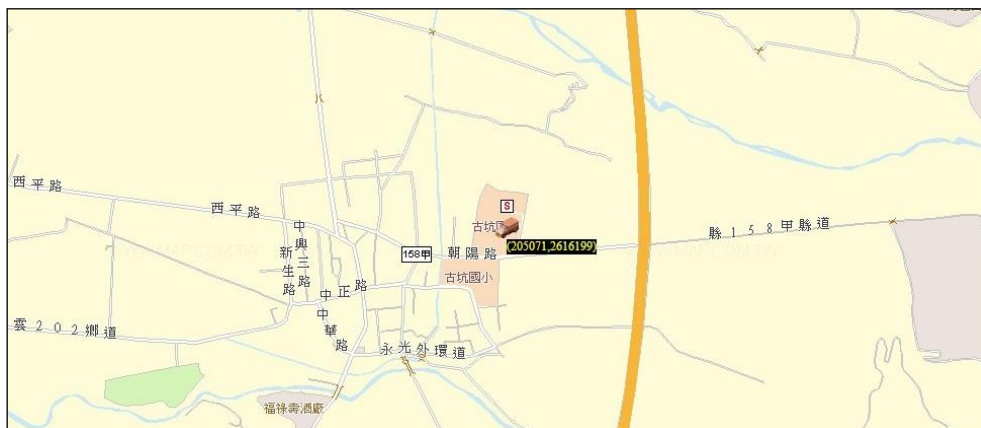 西平路
西平路
S
古坑國
(205071,2616199)
縣158甲縣道
158甲
朝陽路
中興三路
新生路
古坑國小
中正路
中華路
雲202鄉道
永光外環道
福祿壽酒廠